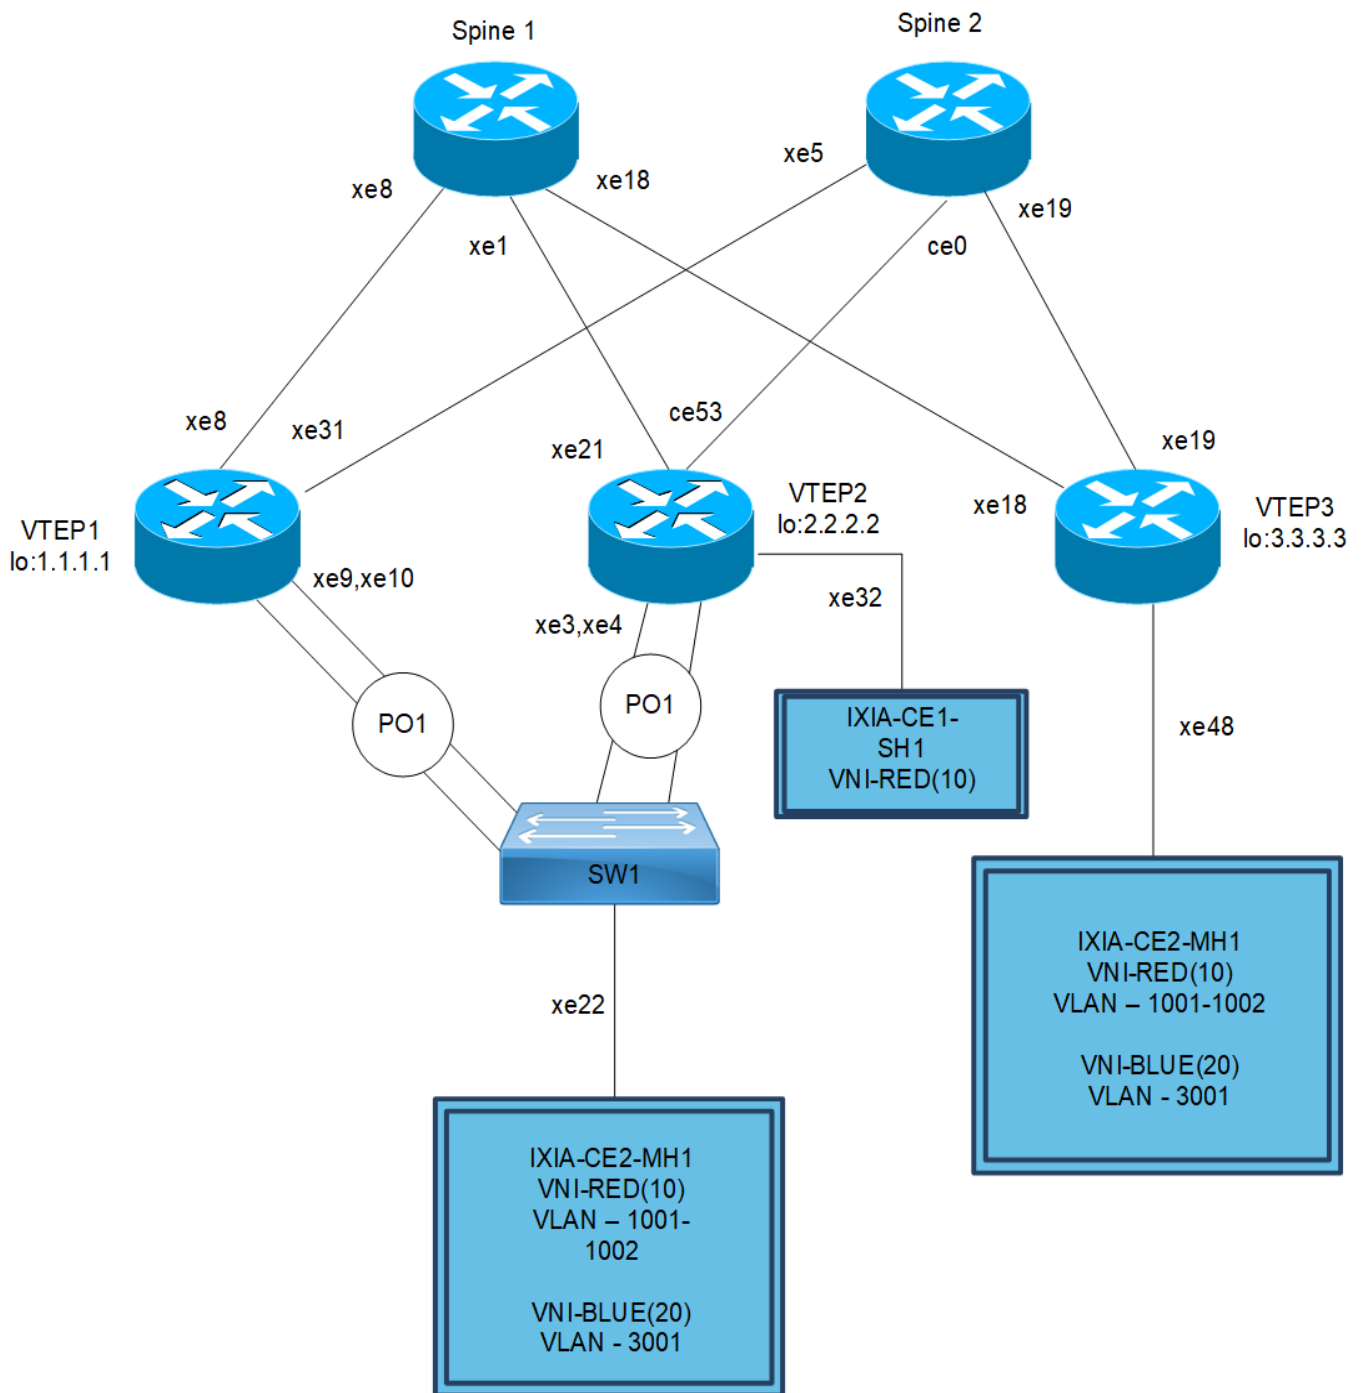 Spine 1
Spine 2
xe8
xe18
xe5
xe19
xe1
ce0
xe8
xe31
ce53
xe21
xe19
xe18
VTEP1
lo:1.1.1.1
VTEP2
lo:2.2.2.2
VTEP3
lo:3.3.3.3
xe9,xe10
xe3,xe4
xe32
PO1
PO1
IXIA-CE1-
SH1
VNI-RED(10)
xe48
SW1
xe22
IXIA-CE2-MH1
VNI-RED(10)
VLAN – 1001-1002
VNI-BLUE(20)
VLAN - 3001
IXIA-CE2-MH1
VNI-RED(10)
VLAN – 1001-
1002
VNI-BLUE(20)
VLAN - 3001